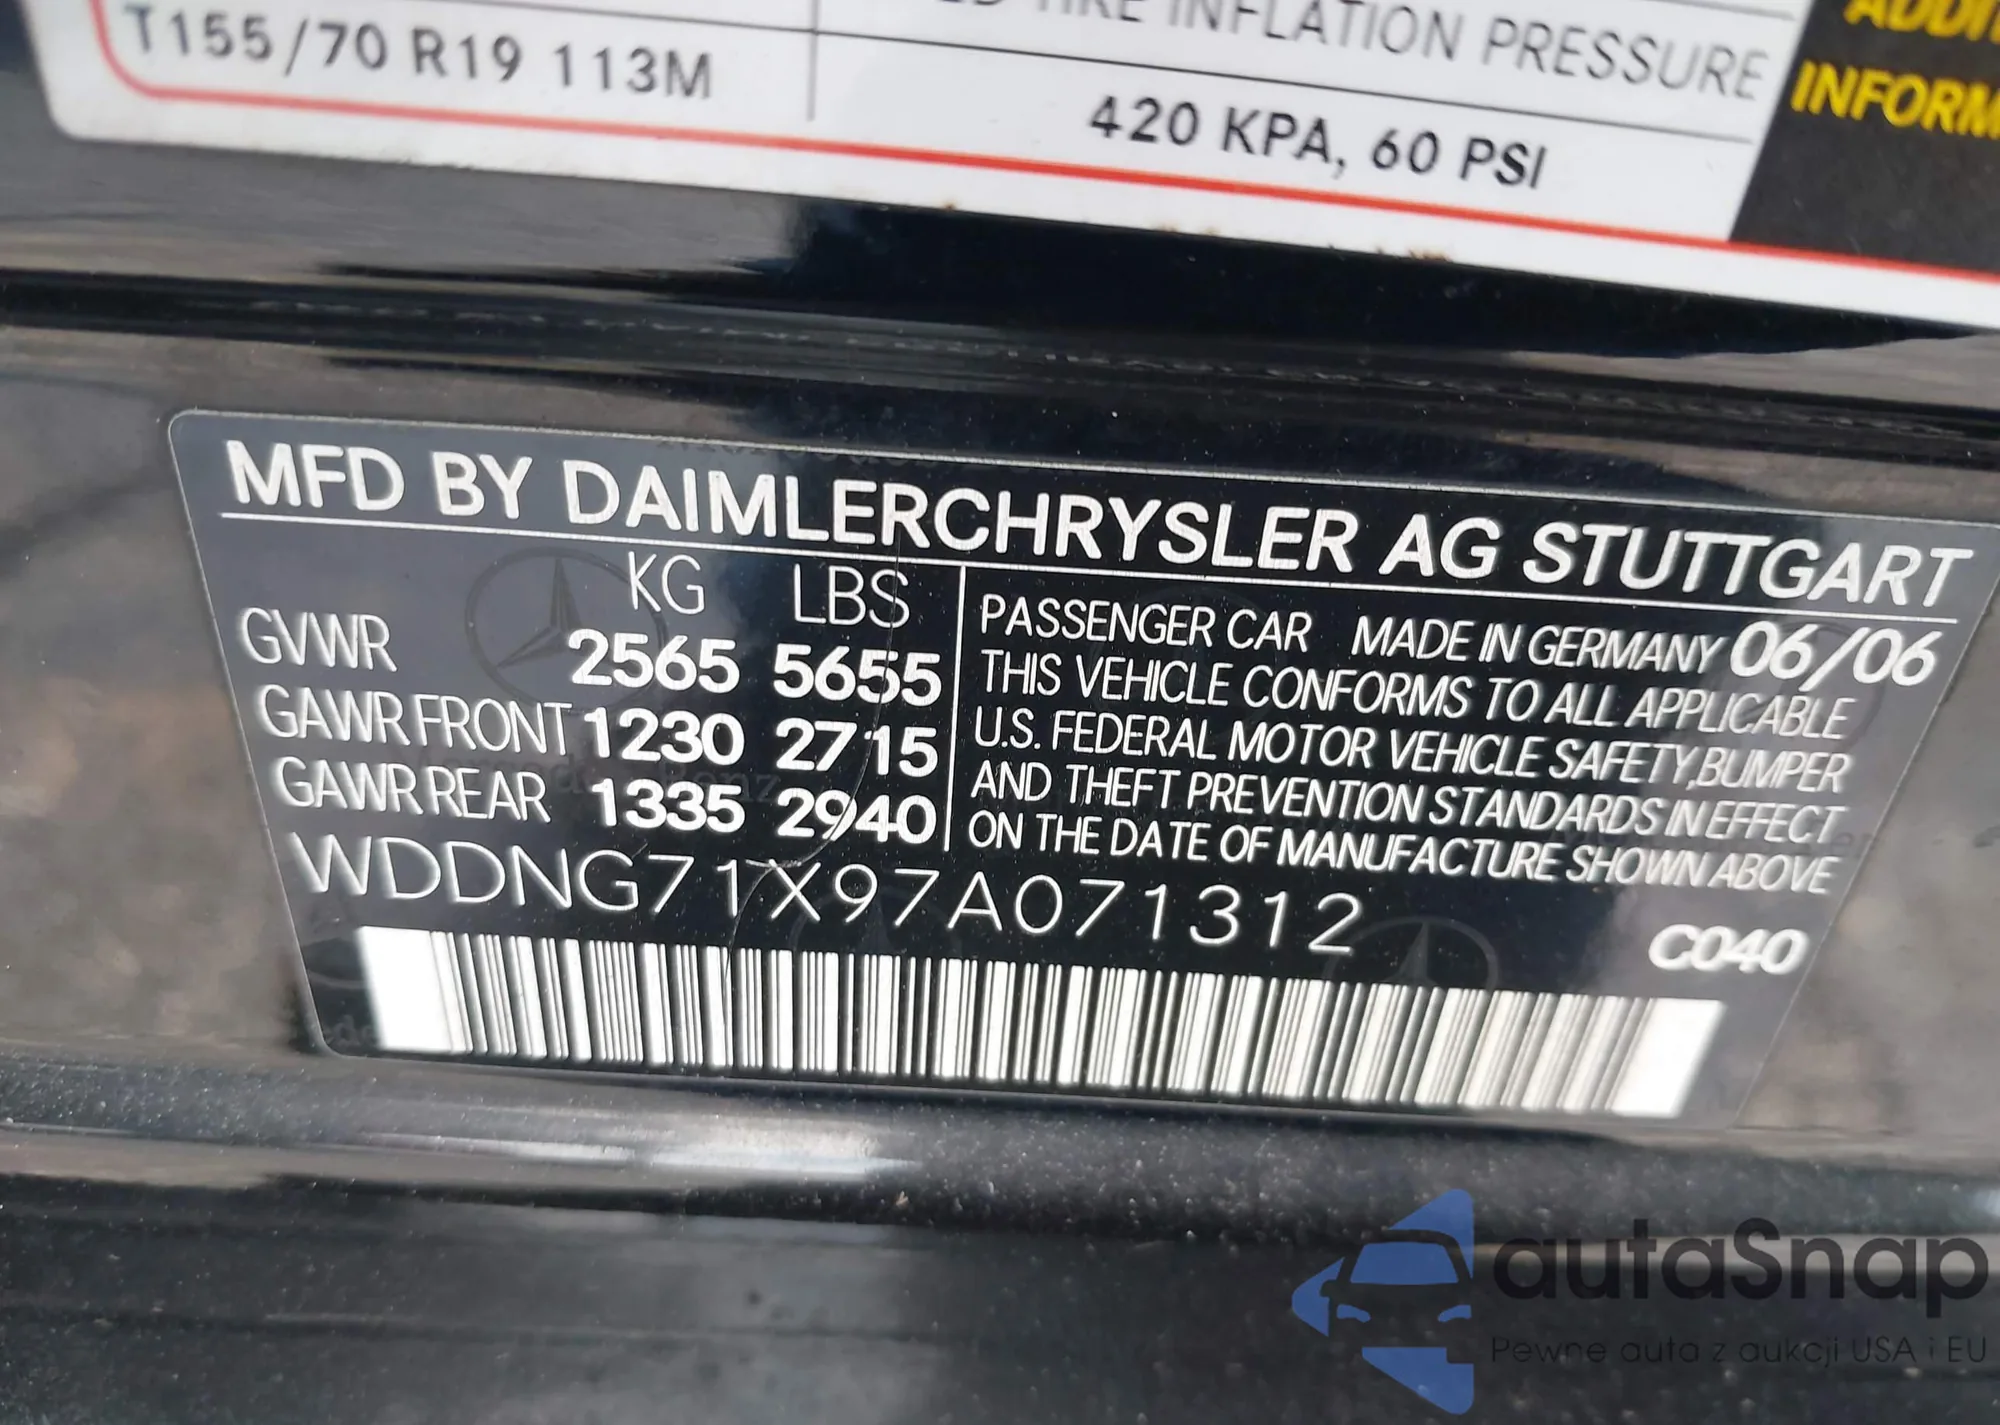 TIRE INFLATION PRESSURE
T155/70 R19 113M
420 KPA, 60 PSI
INFORM
MFD BY DAIMLERCHRYSLER AG STUTTGART
KG LBS
GVWR 2565 5655
GAWR FRONT 1230 2715
GAWR REAR 1335 2940
PASSENGER CAR MADE IN GERMANY 06/06
THIS VEHICLE CONFORMS TO ALL APPLICABLE
U.S. FEDERAL MOTOR VEHICLE SAFETY, BUMPER
AND THEFT PREVENTION STANDARDS IN EFFECT
ON THE DATE OF MANUFACTURE SHOWN ABOVE
WDDNG71X97A071312
C040
autaSnap
Pewne auta z aukcji USA i EU